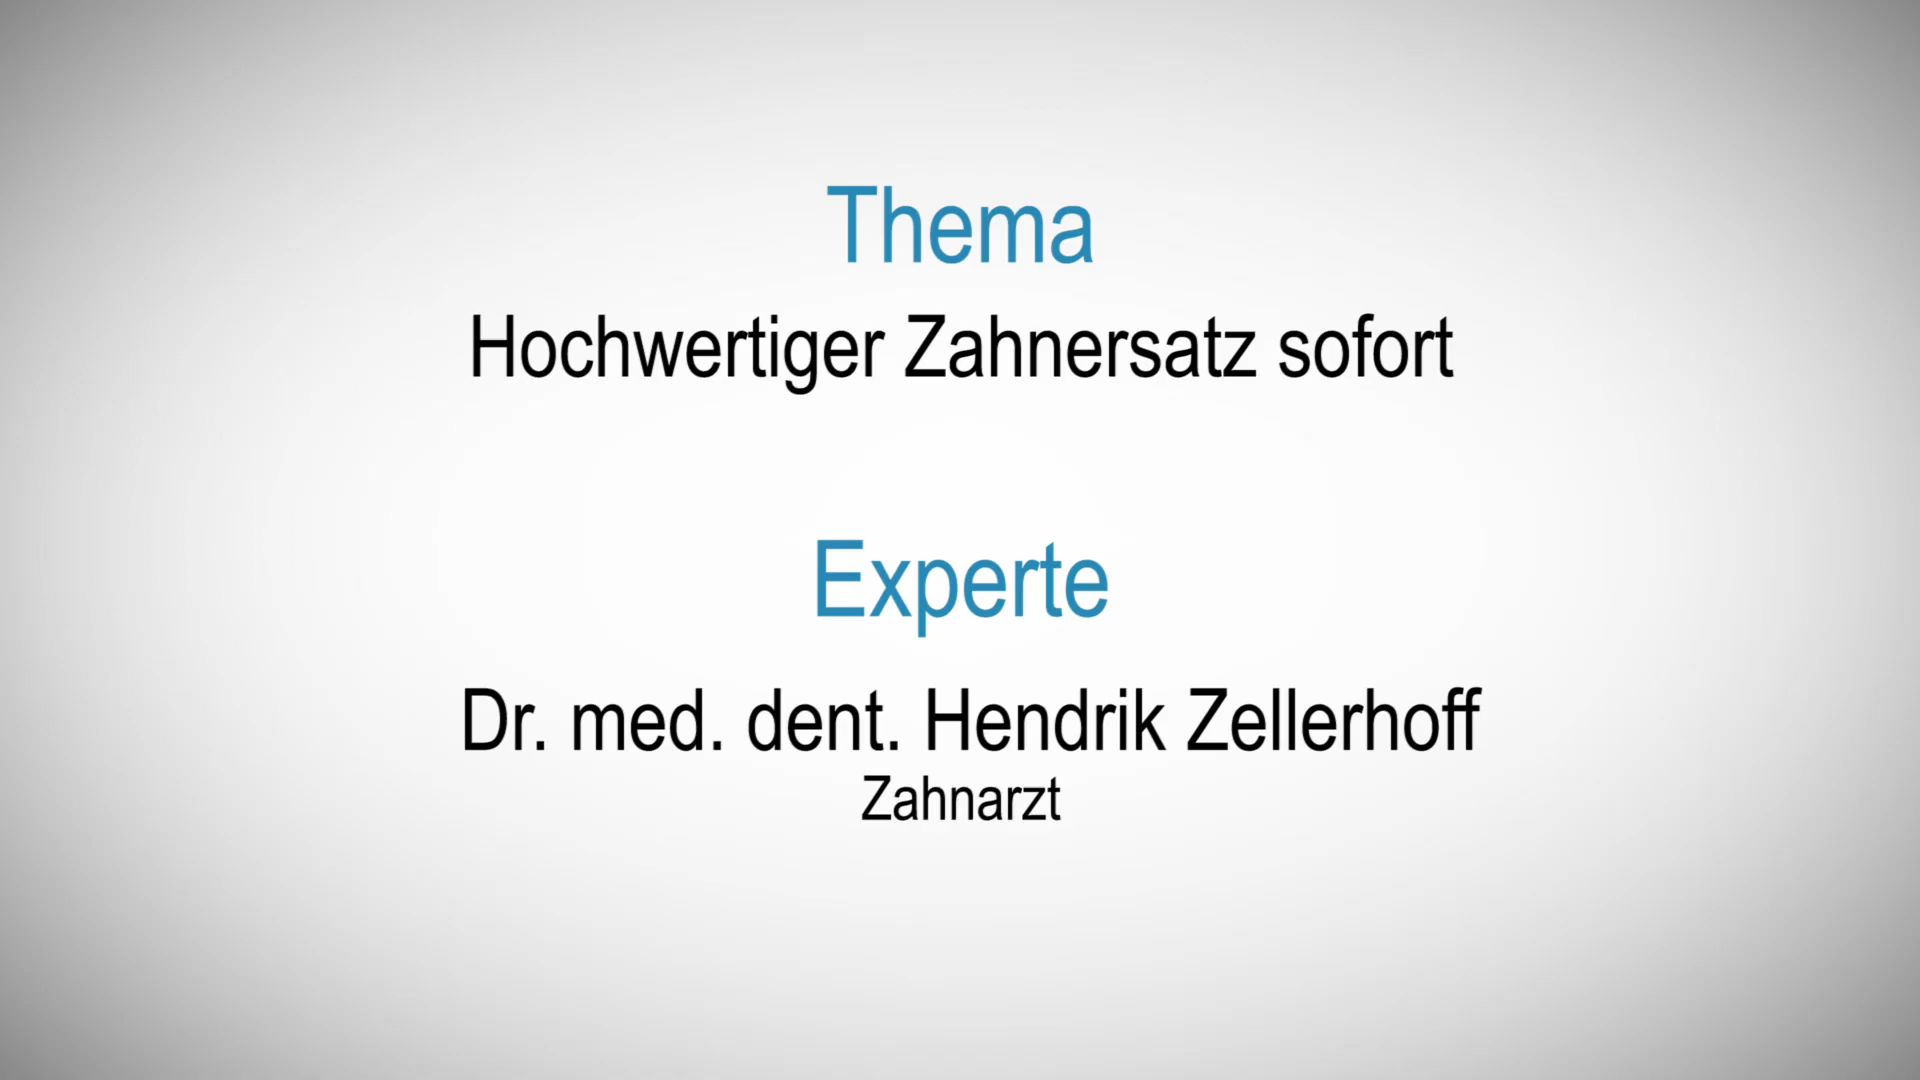 Thema
Hochwertiger Zahnersatz sofort
Experte
Dr. med. dent. Hendrik Zellerhoff
Zahnarzt